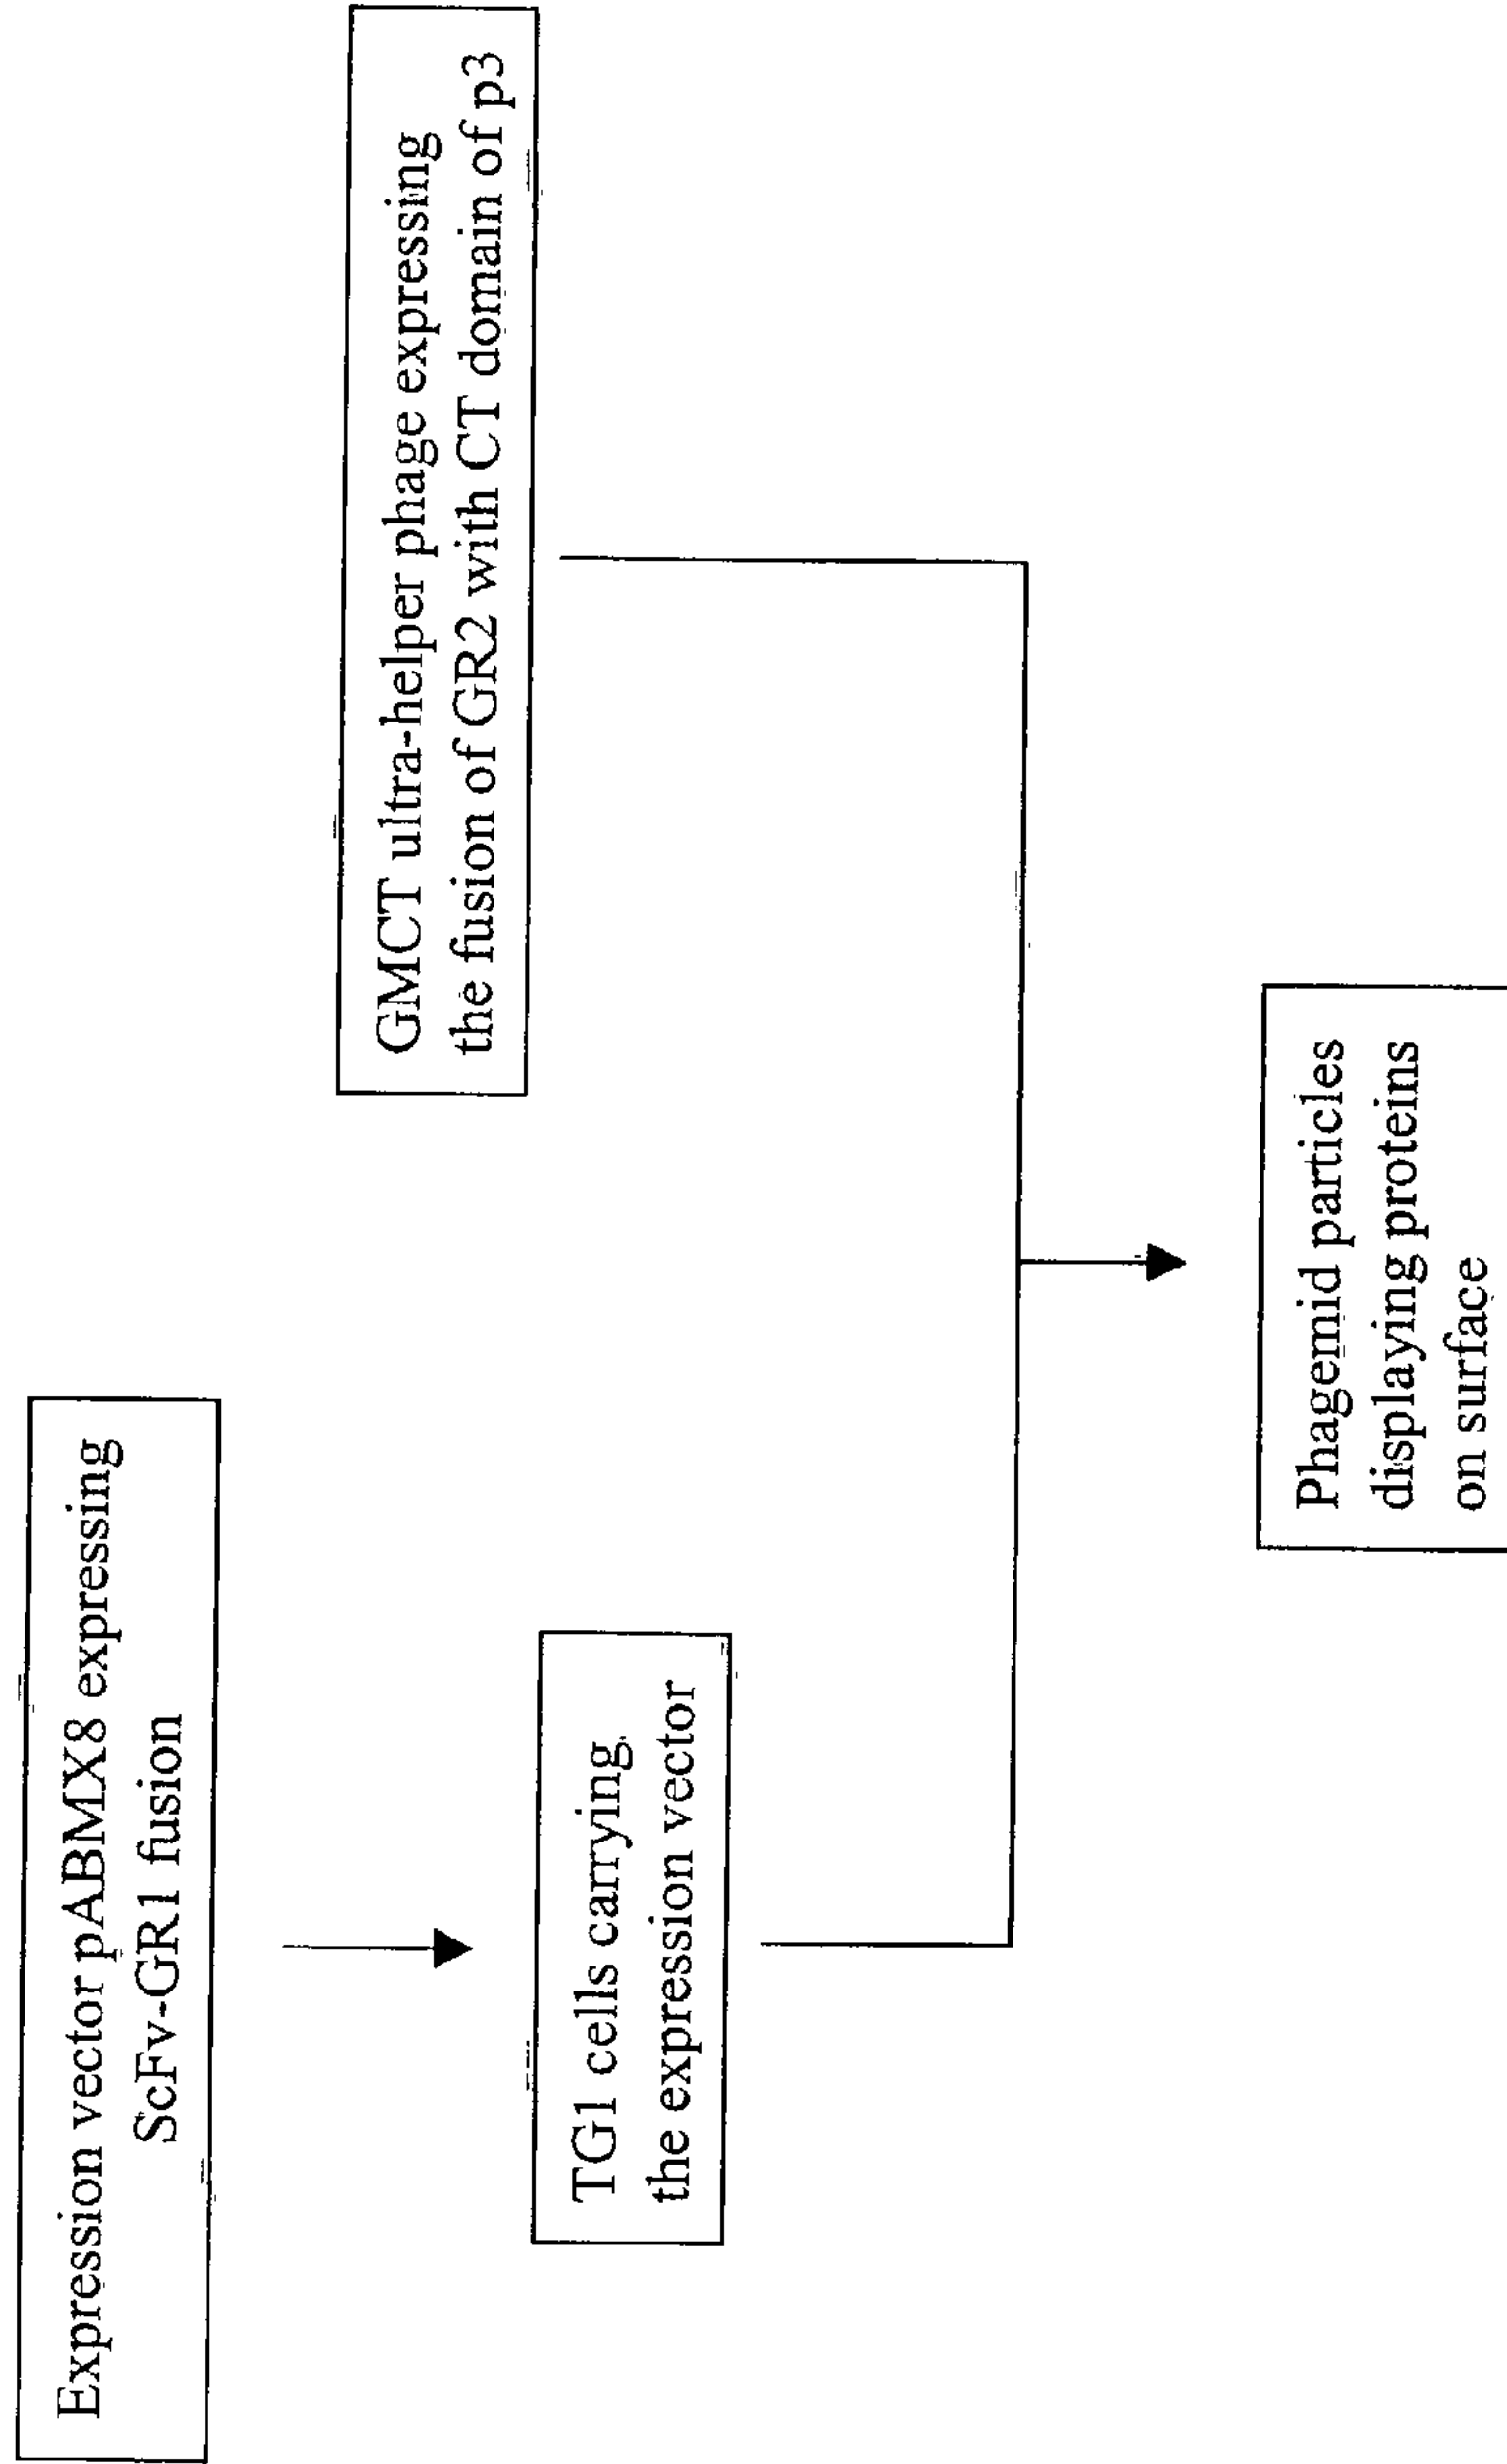 Expression vector pABMX8 expressing
ScFv-GR1 fusion
GMCT ultra-helper phage expressing
the fusion of GR2 with CT domain of p3
TG1 cells carrying
the expression vector
Phagemid particles
displaying proteins
on surface